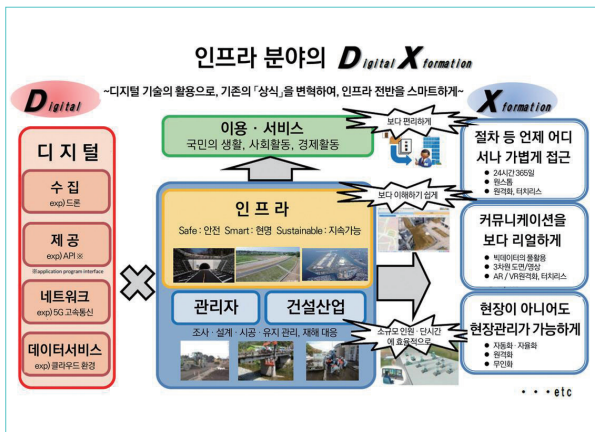 인프라 분야의 Digital Xformation
~디지털 기술의 활용으로, 기존의 「상식」을 변혁하여, 인프라 전반을 스마트하게~
Digital
디지털
수집
exp) 드론
제공
exp) API ※
※application program interface
네트워크
exp) 5G 고속통신
데이터서비스
exp) 클라우드 환경
이용 · 서비스
국민의 생활, 사회활동, 경제활동
인프라
Safe : 안전 Smart : 현명 Sustainable : 지속가능
관리자
건설산업
조사 · 설계 · 시공 · 유지 관리, 재해 대응
보다 편리하게
보다 이해하기 쉽게
소규모 인원 · 단시간
에 효율적으로
Xformation
절차 등 언제 어디
서나 가볍게 접근
• 24시간 365일
• 원스톱
• 원격화, 터치리스
커뮤니케이션을
보다 리얼하게
• 빅데이터의 풀활용
• 3차원 도면/영상
• AR / VR원격화, 터치리스
현장이 아니어도
현장관리가 가능하게
• 자동화 · 자율화
• 원격화
• 무인화
· · · etc